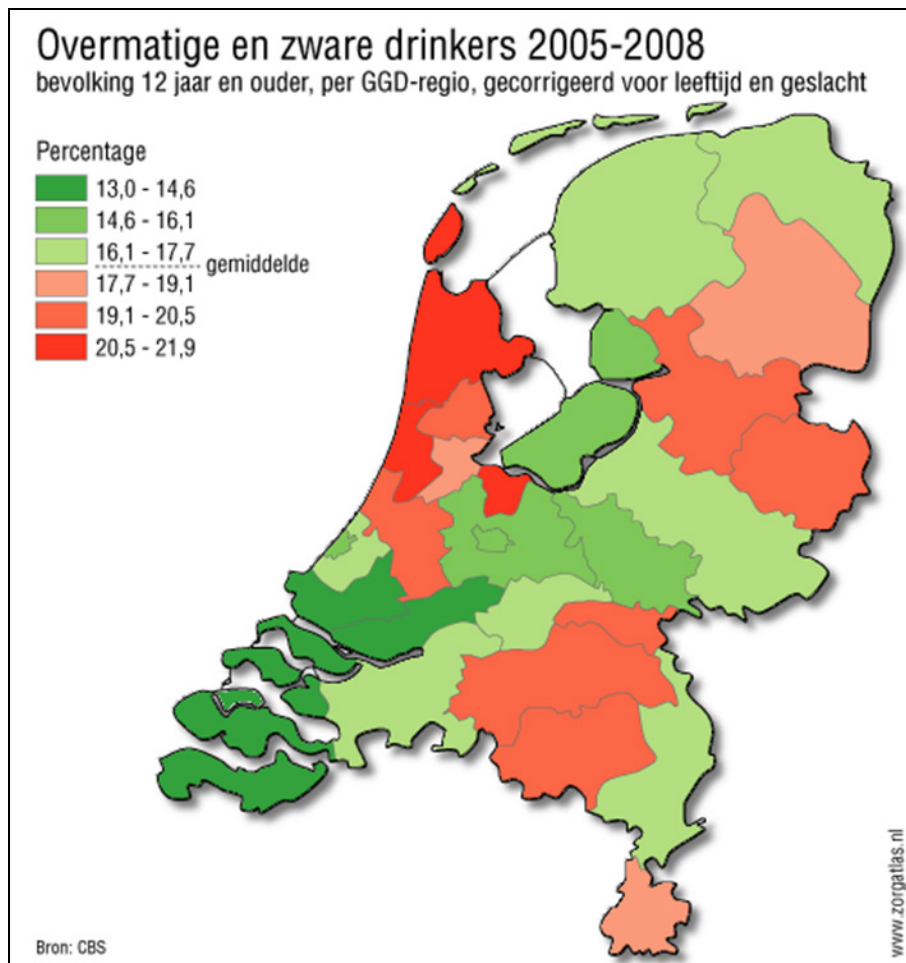 Overmatige en zware drinkers 2005-2008
bevolking 12 jaar en ouder, per GGD-regio, gecorrigeerd voor leeftijd en geslacht
Percentage
13,0 - 14,6
14,6 - 16,1
16,1 - 17,7
gemiddelde
17,7 - 19,1
19,1 - 20,5
20,5 - 21,9
Bron: CBS
www.zorgatlas.nl